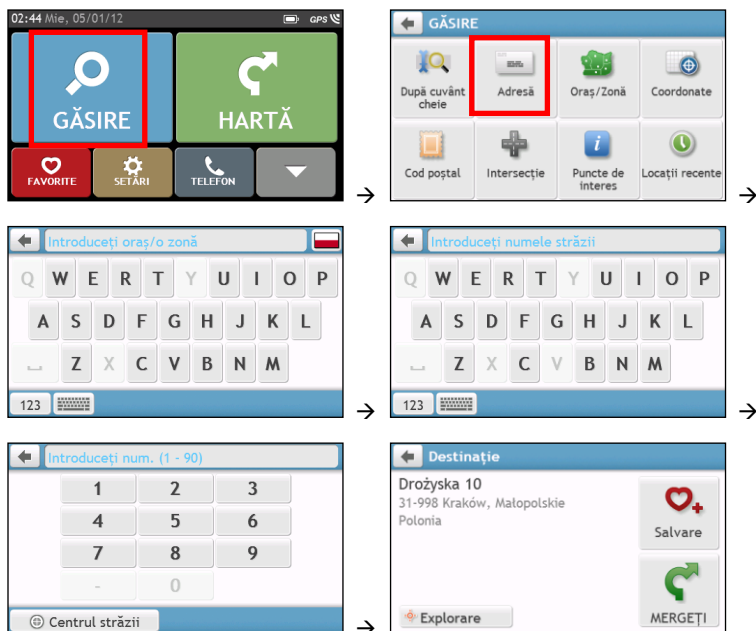 02:44 Mie, 05/01/12 GPS
GĂSIRE HARTĂ
FAVORITE SETĂRI TELEFON
→
GĂSIRE
După cuvânt cheie Adresă Oraș/Zonă Coordonate
Cod poștal Intersecție Puncte de interes Locații recente
→
Introduceți oraș/o zonă
Q W E R T Y U I O P
A S D F G H J K L
Z X C V B N M
123
→
Introduceți numele străzii
Q W E R T Y U I O P
A S D F G H J K L
Z X C V B N M
123
→
Introduceți num. (1 - 90)
1 2 3
4 5 6
7 8 9
- 0
Centrul străzii
→
Destinație
Drożyska 10
31-998 Kraków, Małopolskie
Polonia
Salvare
Explorare
MERGEȚI